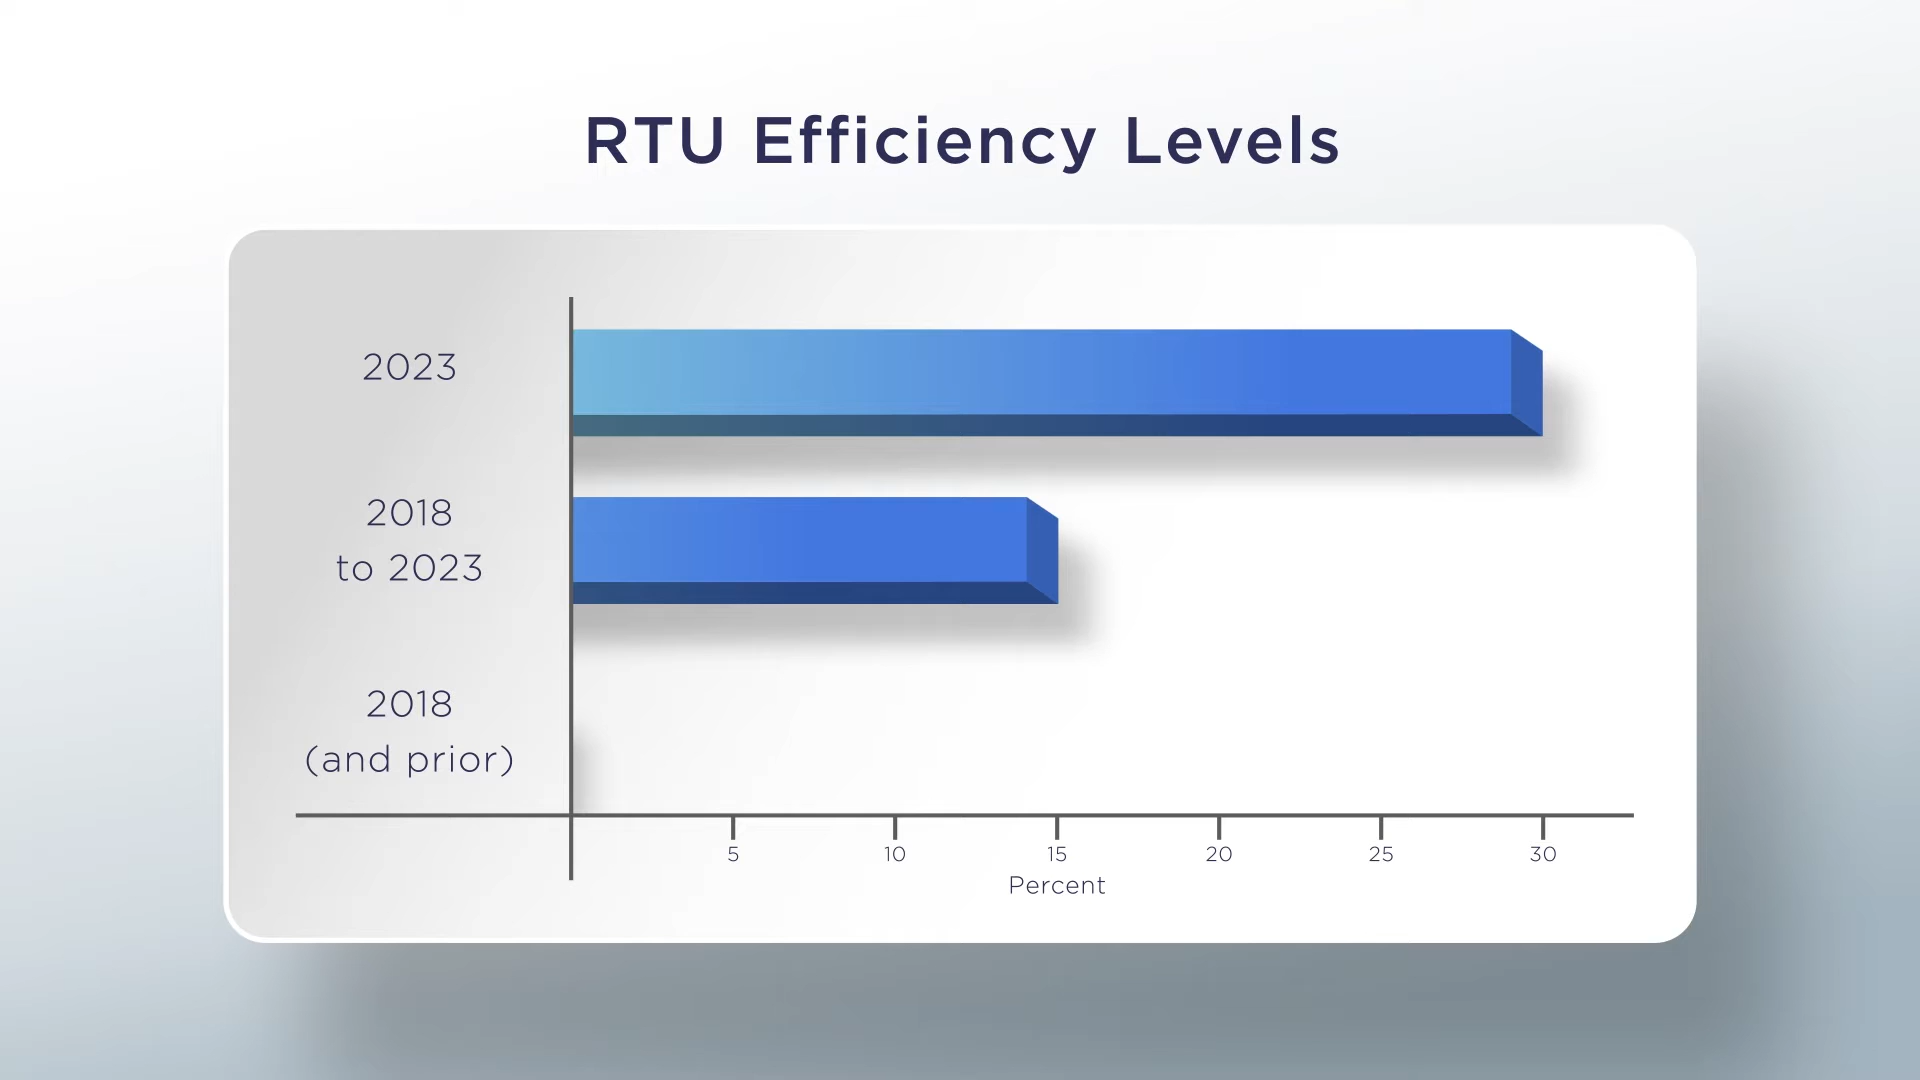 RTU Efficiency Levels
2023
2018
to 2023
2018
(and prior)
5 10 15 20 25 30
Percent